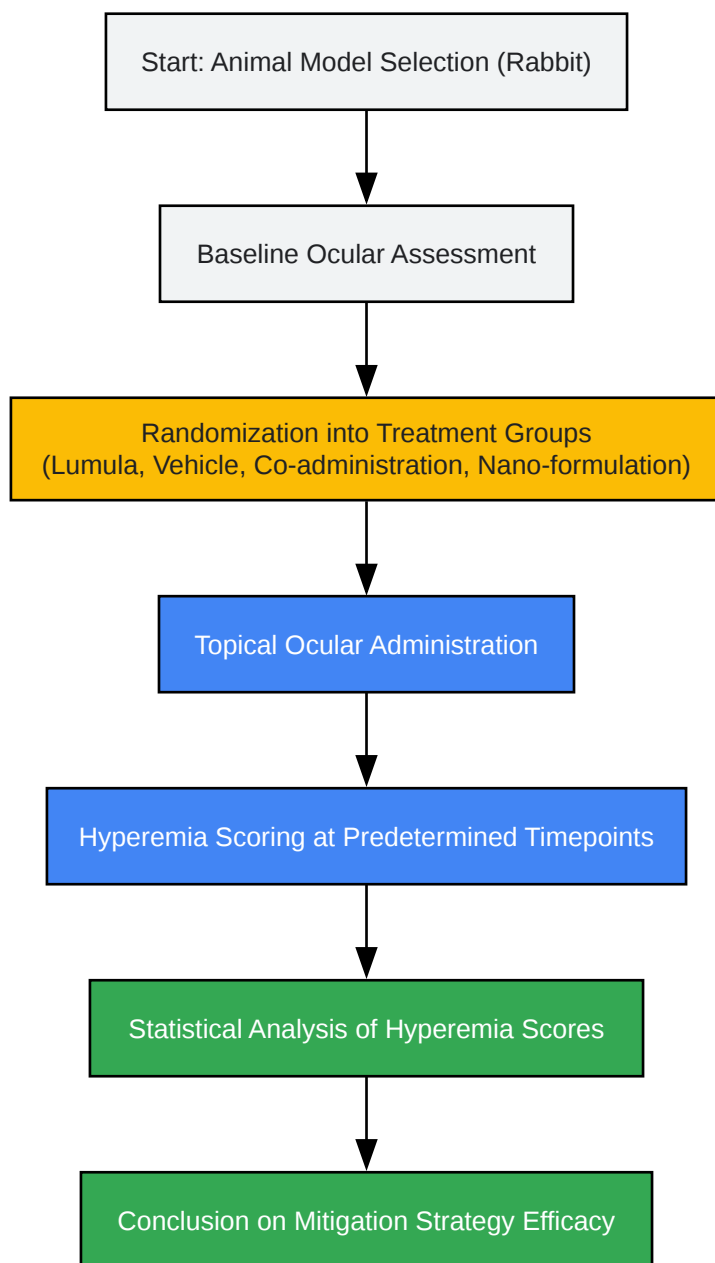 Start: Animal Model Selection (Rabbit)
Baseline Ocular Assessment
Randomization into Treatment Groups
(Lumula, Vehicle, Co-administration, Nano-formulation)
Topical Ocular Administration
Hyperemia Scoring at Predetermined Timepoints
Statistical Analysis of Hyperemia Scores
Conclusion on Mitigation Strategy Efficacy